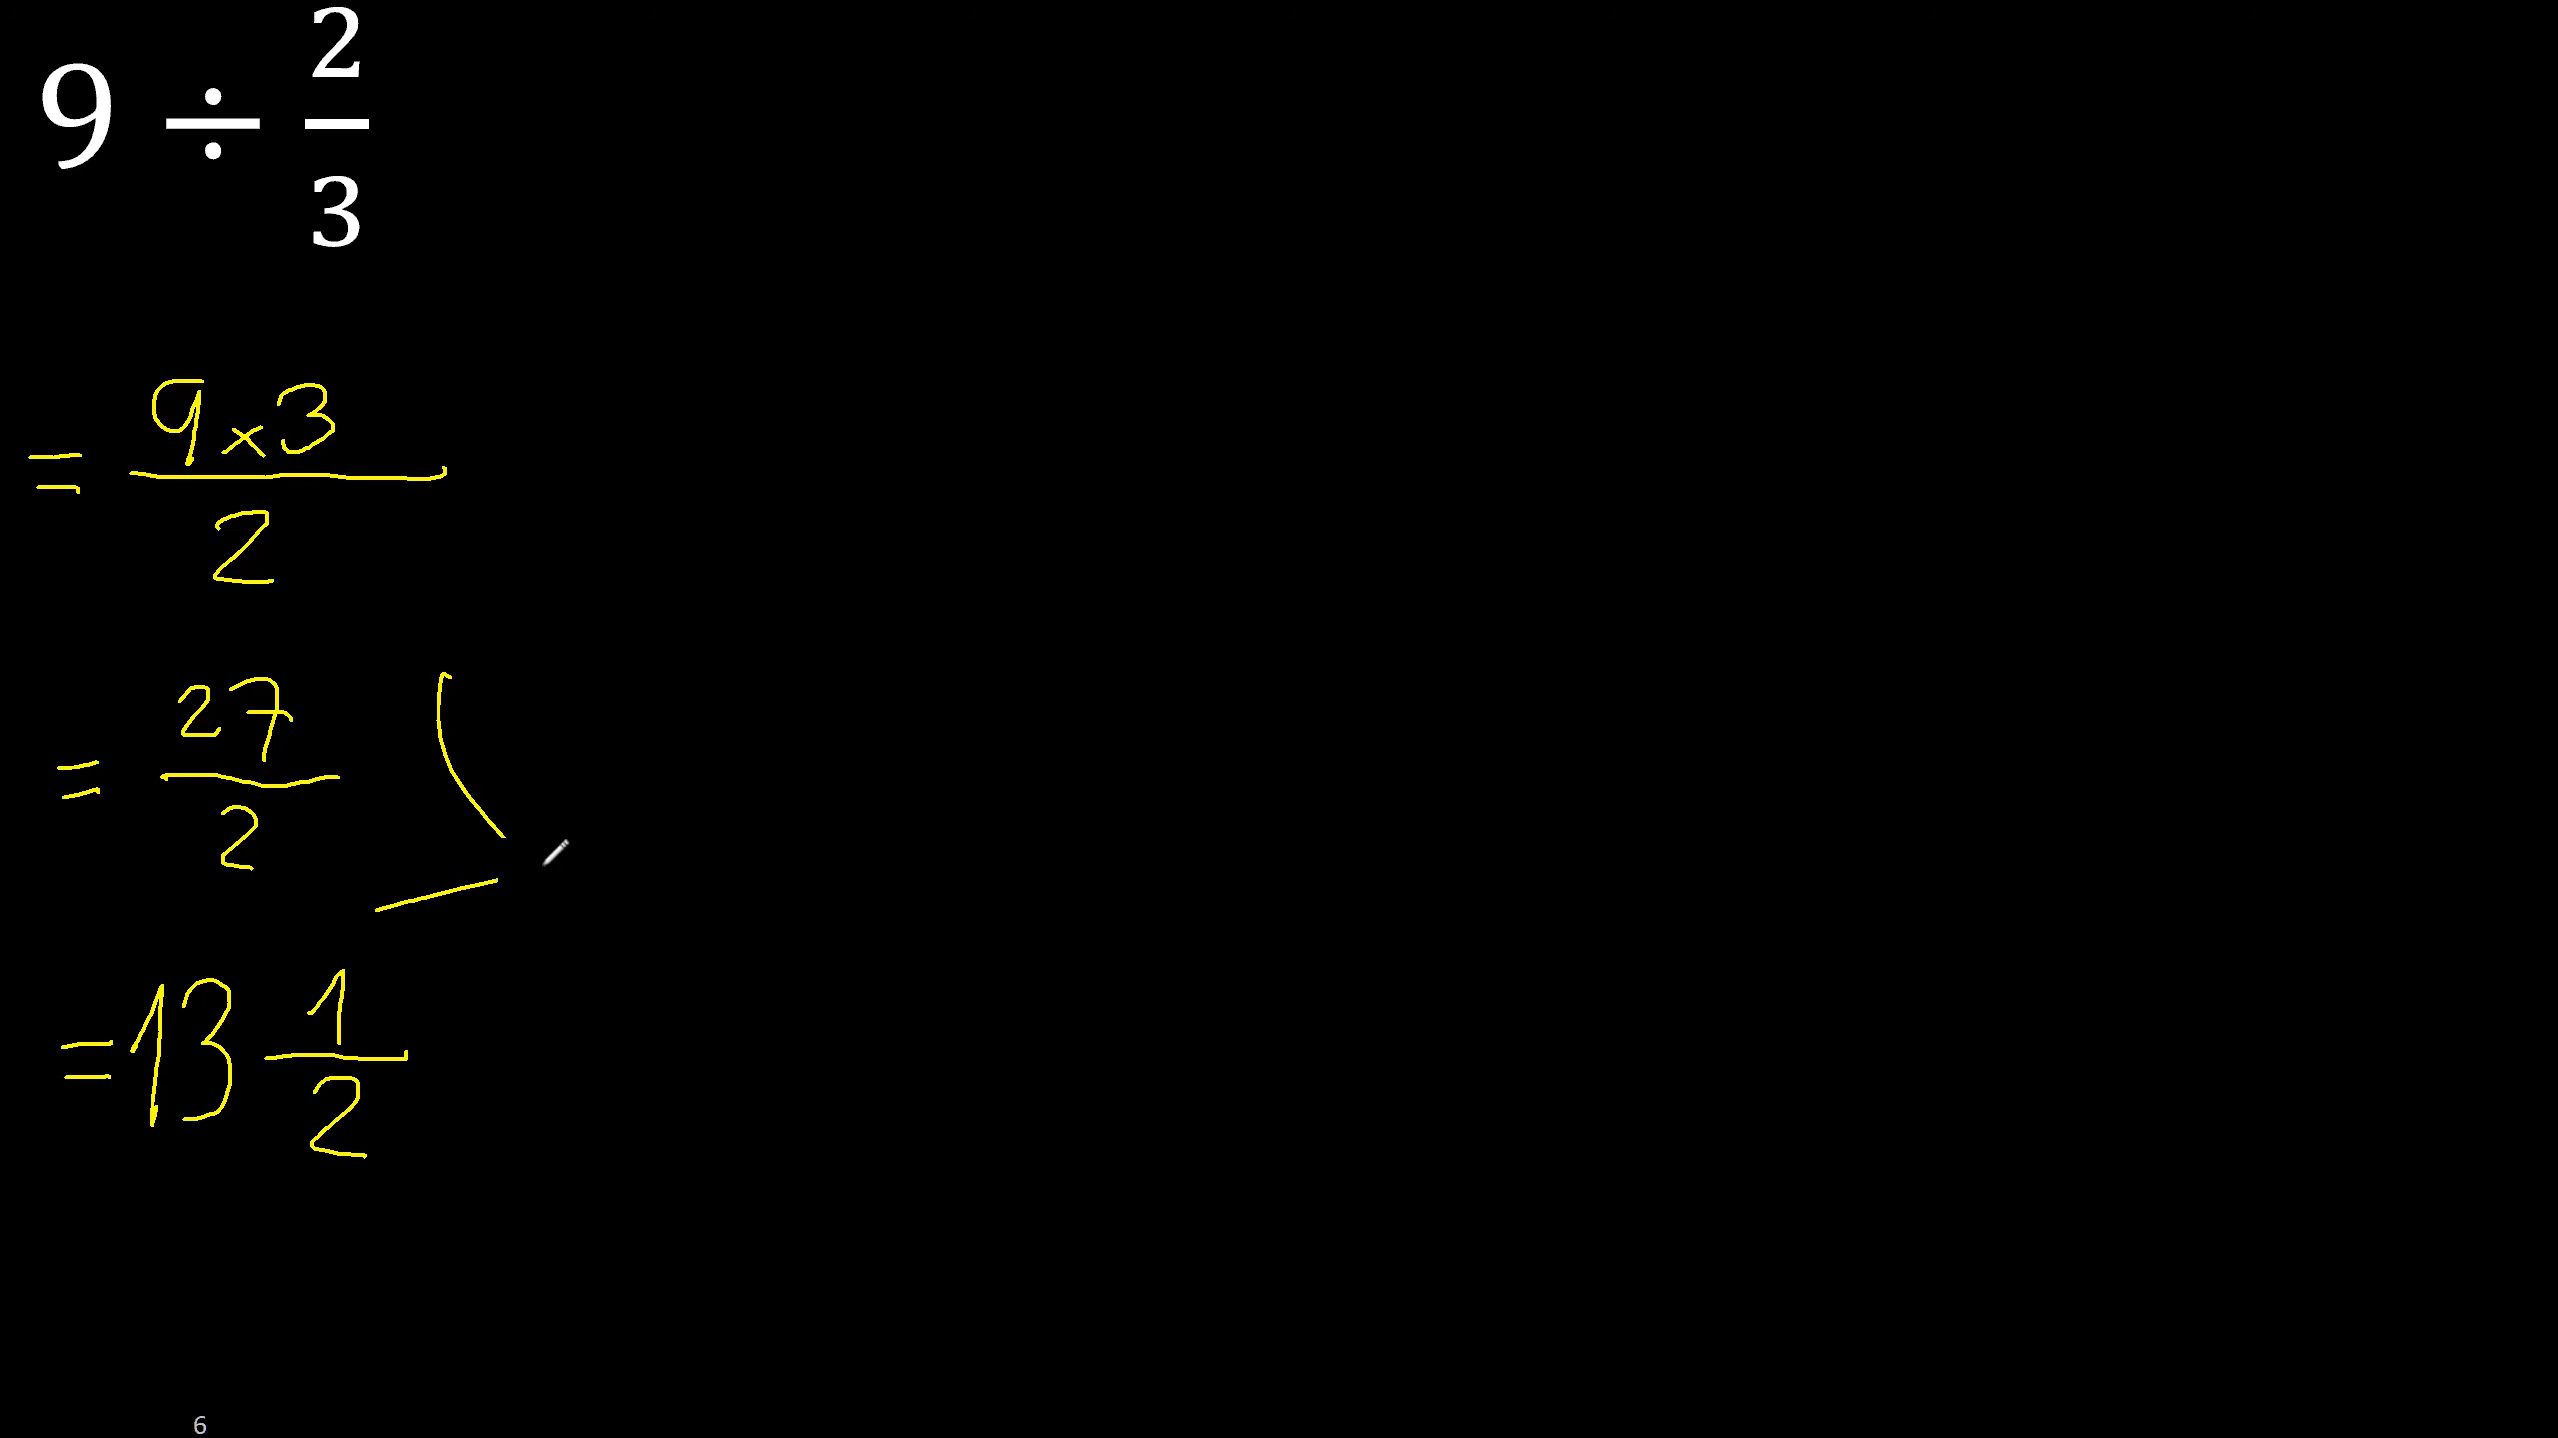 9 ÷ 2/3
= 9 × 3 / 2
= 27/2
= 13 1/2
6